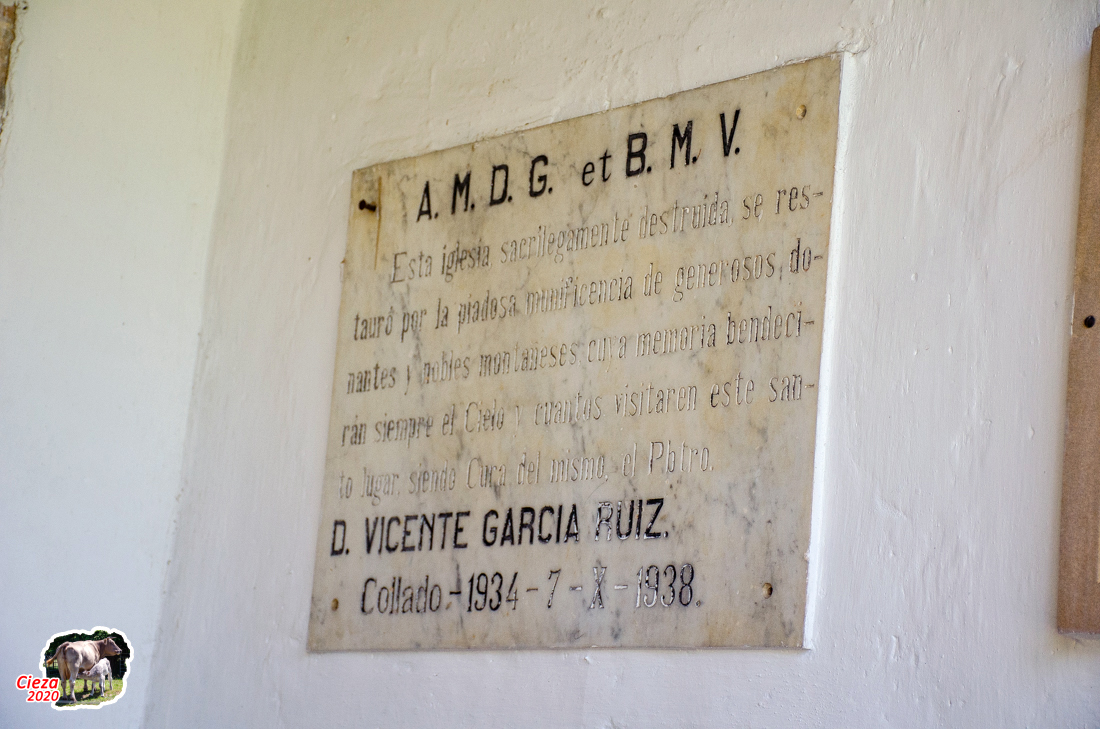 A. M. D. G. et B. M. V.
Esta iglesia, sacrilegamente destruida, se res-
tauró por la piadosa munificencia de generosos, do-
nantes y nobles montañeses, cuya memoria bendeci-
rán siempre el Cielo y cuantos visitaren este san-
to lugar, siendo Cura del mismo, el Pbtro.
D. VICENTE GARCIA RUIZ.
Collado.-1934-7-X-1938.
Cieza
2020